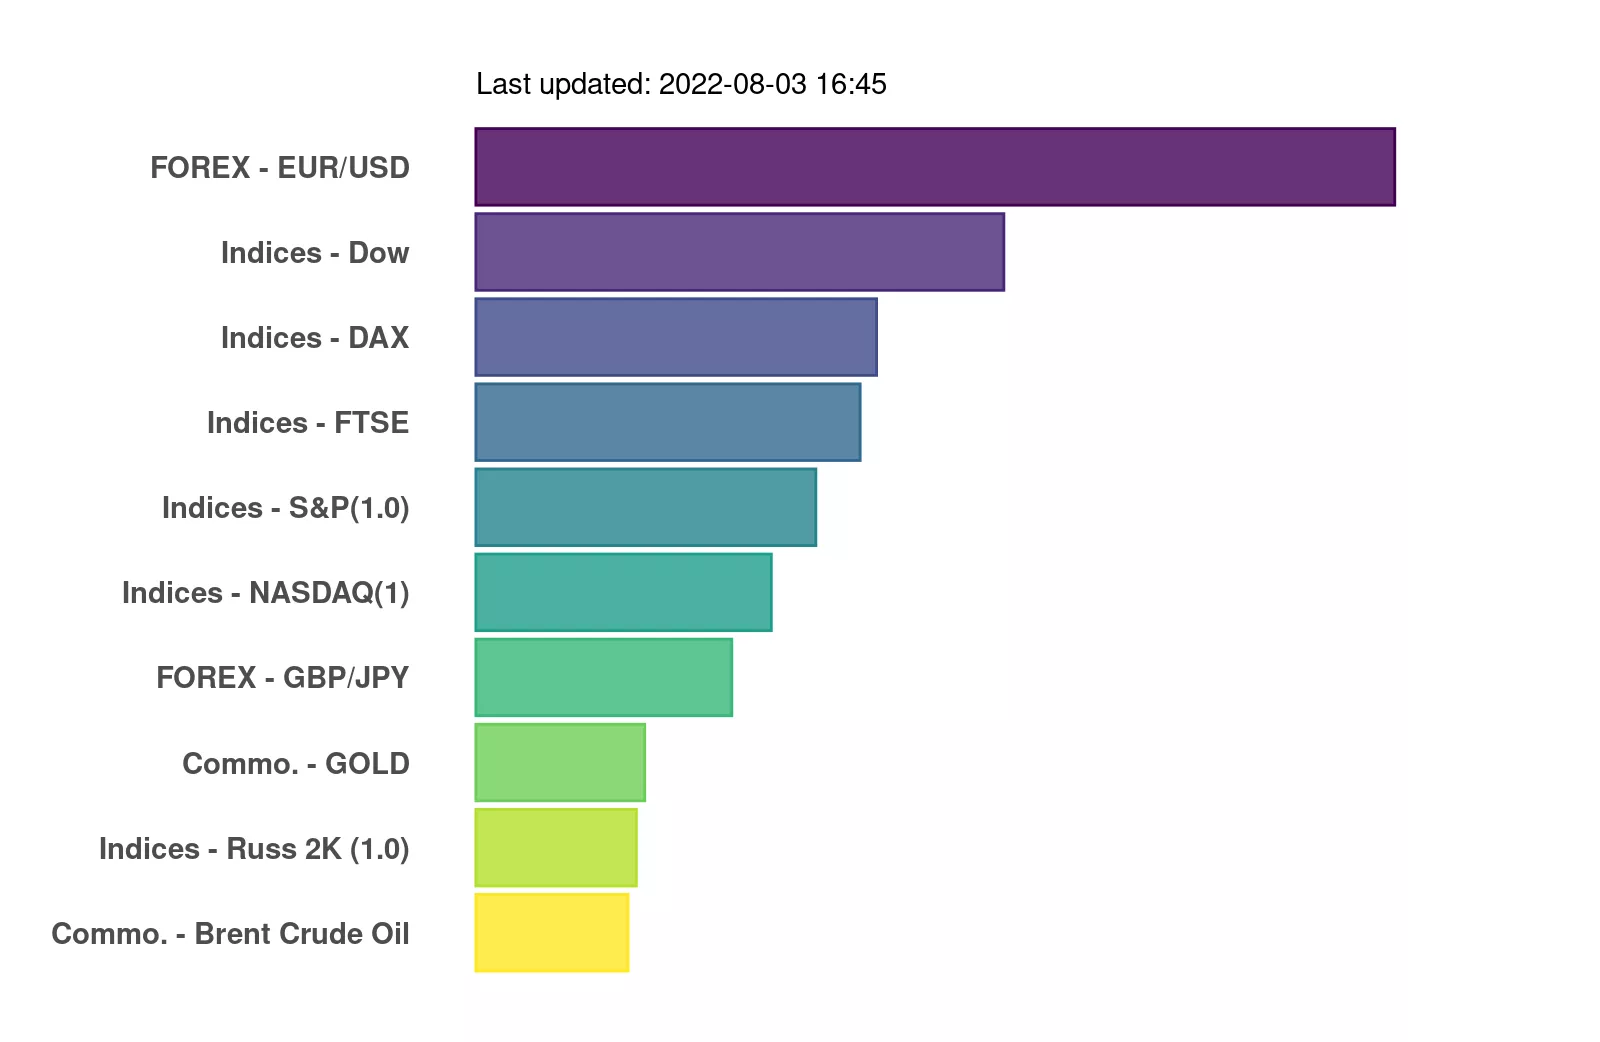 Last updated: 2022-08-03 16:45
FOREX - EUR/USD
Indices - Dow
Indices - DAX
Indices - FTSE
Indices - S&P(1.0)
Indices - NASDAQ(1)
FOREX - GBP/JPY
Commo. - GOLD
Indices - Russ 2K (1.0)
Commo. - Brent Crude Oil